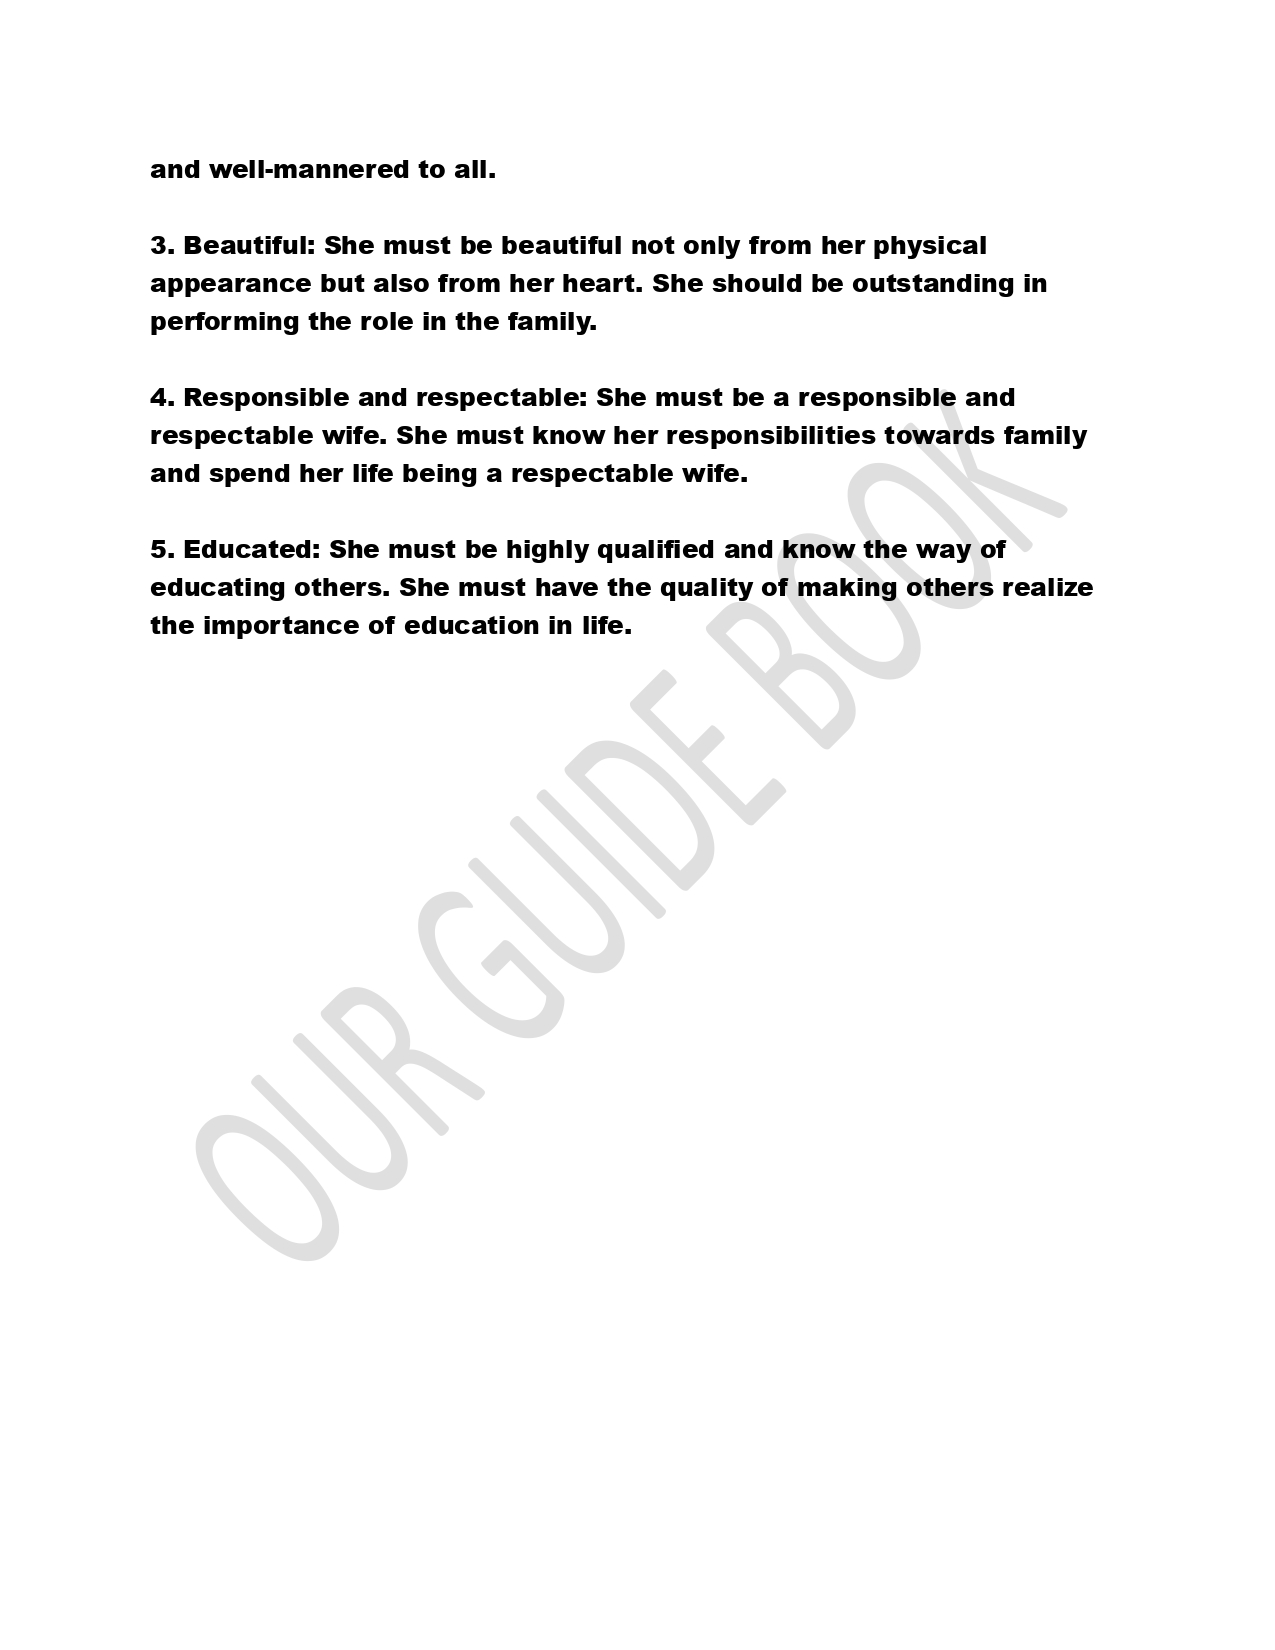 and well-mannered to all.
3. Beautiful: She must be beautiful not only from her physical
appearance but also from her heart. She should be outstanding in
performing the role in the family.
4. Responsible and respectable: She must be a responsible and
respectable wife. She must know her responsibilities towards family
and spend her life being a respectable wife.
5. Educated: She must be highly qualified and know the way of
educating others. She must have the quality of making others realize
the importance of education in life.
OUR GUIDE BOOK